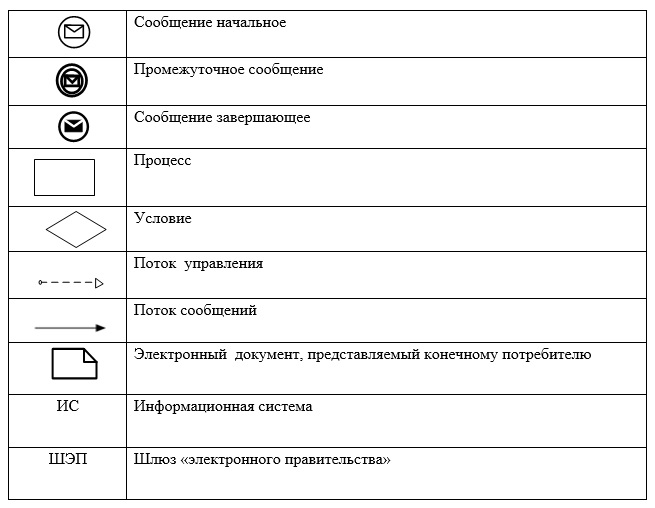 Сообщение начальное
Промежуточное сообщение
Сообщение завершающее
Процесс
Условие
Поток управления
Поток сообщений
Электронный документ, представляемый конечному потребителю
ИС Информационная система
ШЭП Шлюз «электронного правительства»